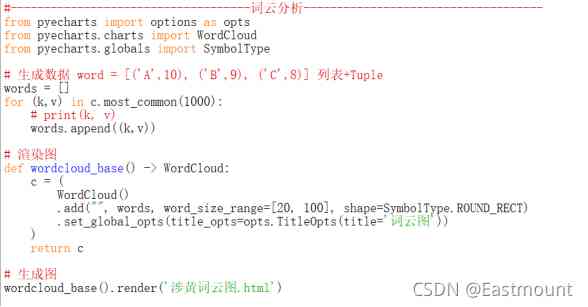 #------------------------------------词云分析------------------------------------
from pyecharts import options as opts
from pyecharts.charts import WordCloud
from pyecharts.globals import SymbolType
# 生成数据 word = [('A',10), ('B',9), ('C',8)] 列表+Tuple
words = []
for (k,v) in c.most_common(1000):
    # print(k, v)
    words.append((k,v))
# 渲染图
def wordcloud_base() -> WordCloud:
    c = (
        WordCloud()
        .add("", words, word_size_range=[20, 100], shape=SymbolType.ROUND_RECT)
        .set_global_opts(title_opts=opts.TitleOpts(title='词云图'))
    )
    return c
# 生成图
wordcloud_base().render('涉黄词云图.html')
CSDN @Eastmount